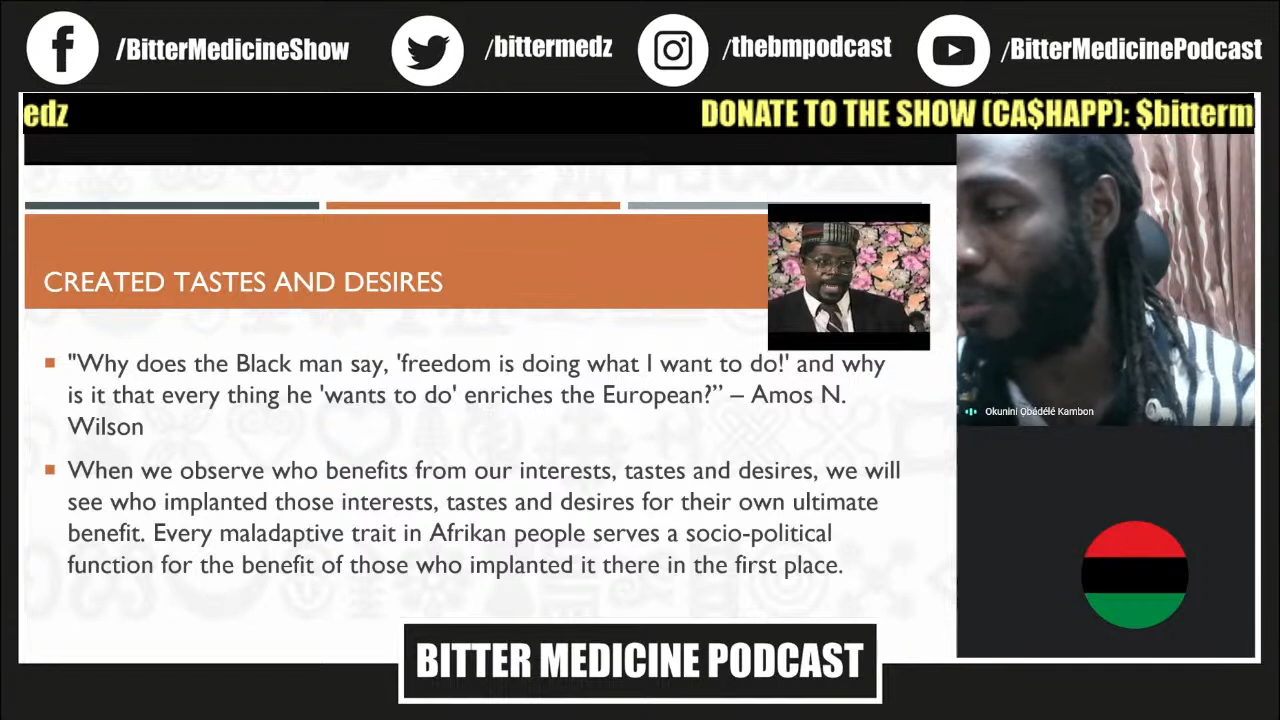 /BitterMedicineShow
/bittermedz
/thebmpodcast
/BitterMedicinePodcast
edz
DONATE TO THE SHOW (CA$HAPP): $bitterm
CREATED TASTES AND DESIRES
"Why does the Black man say, 'freedom is doing what I want to do!' and why
is it that every thing he 'wants to do' enriches the European?” – Amos N.
Wilson
When we observe who benefits from our interests, tastes and desires, we will
see who implanted those interests, tastes and desires for their own ultimate
benefit. Every maladaptive trait in Afrikan people serves a socio-political
function for the benefit of those who implanted it there in the first place.
Okunini Ọbádélé Kambon
BITTER MEDICINE PODCAST